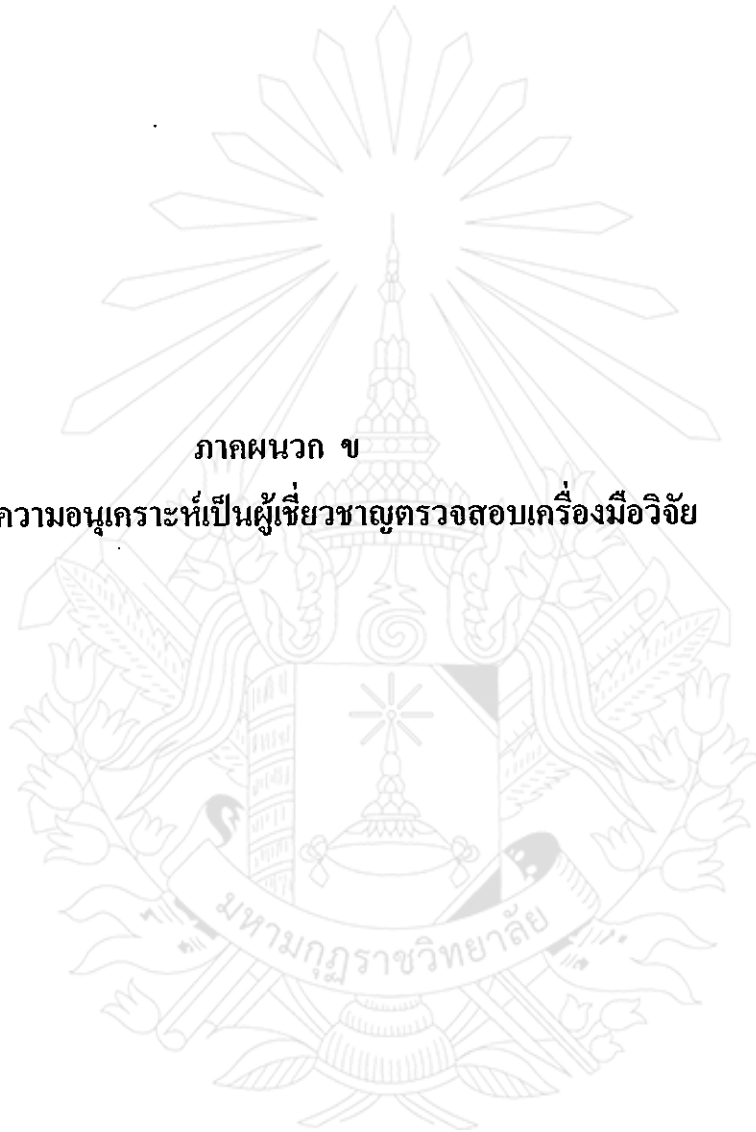 ภาคผนวก ข
ความอนุเคราะห์เป็นผู้เชี่ยวชาญตรวจสอบเครื่องมือวิจัย
มหามกุฏราชวิทยาลัย